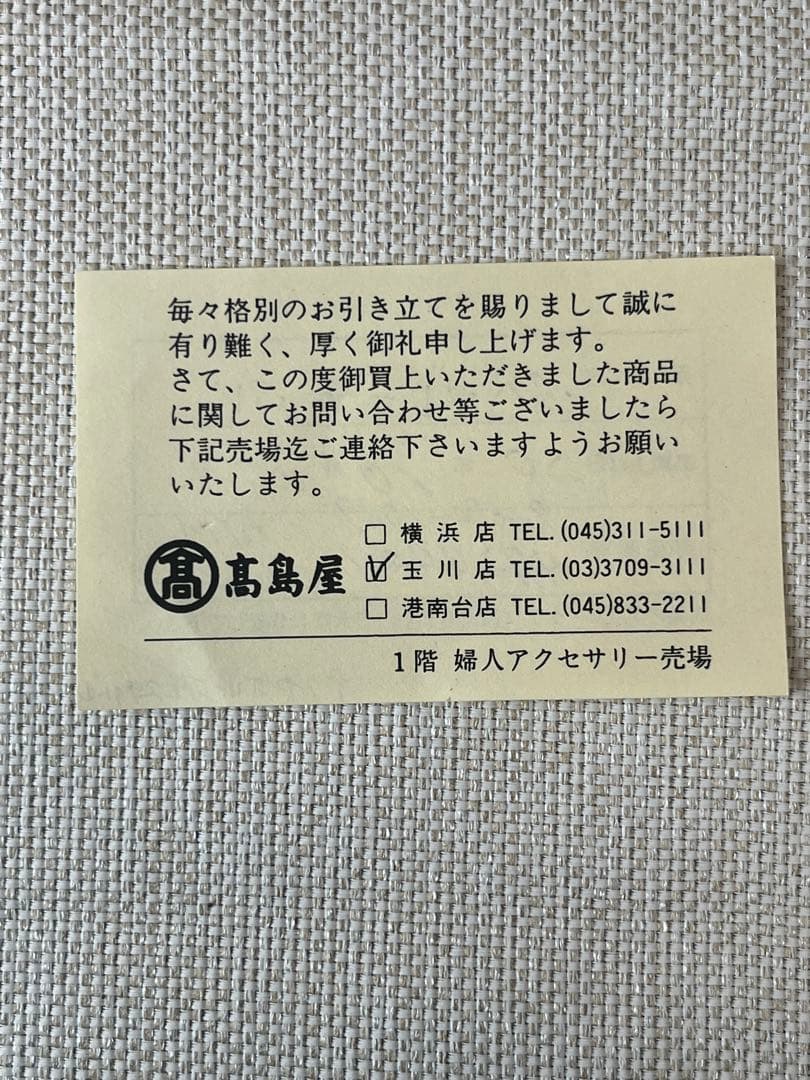 毎々格別のお引き立てを賜りまして誠に
有り難く、厚く御礼申し上げます。
さて、この度御買上いただきました商品
に関してお問い合わせ等ございましたら
下記売場迄ご連絡下さいますようお願い
いたします。
□ 横浜店 TEL.(045)311-5111
髙 髙島屋 ☑ 玉川店 TEL.(03)3709-3111
□ 港南台店 TEL.(045)833-2211
1階 婦人アクセサリー売場